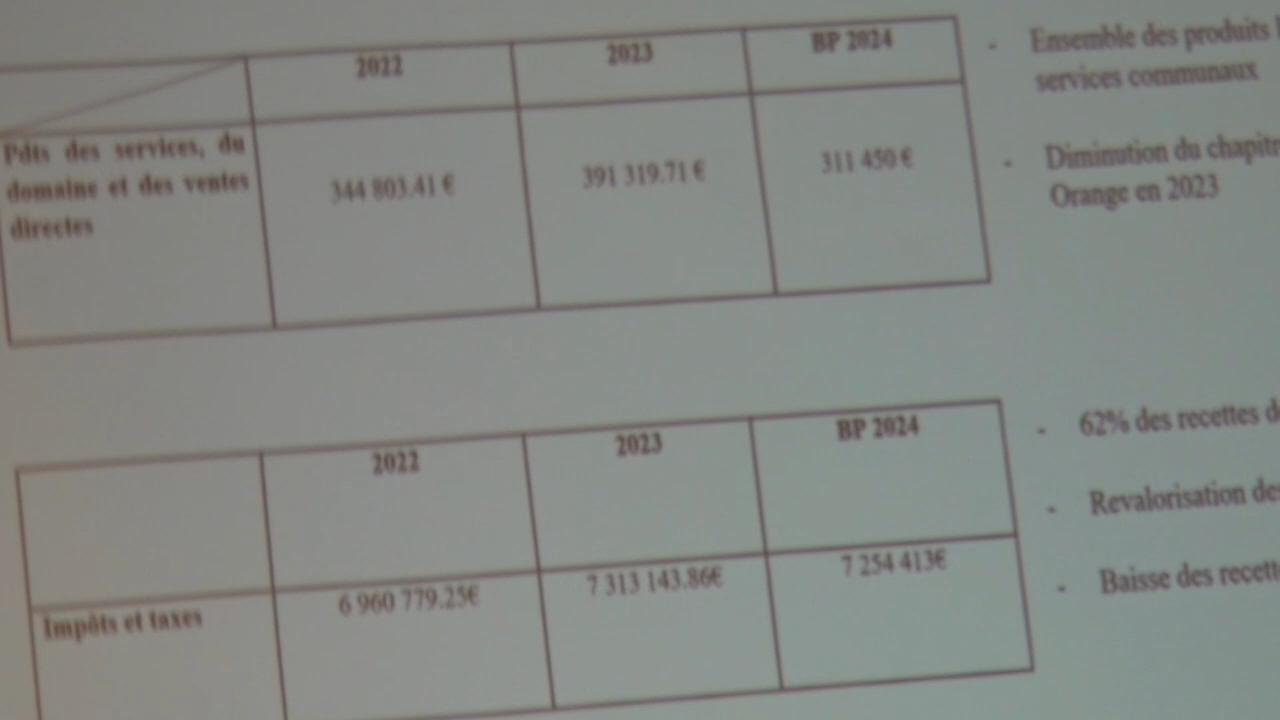 2022 2023 BP 2024
Pdts des services, du
domaine et des ventes
directes
344 803.41 € 391 319.71 € 311 450 €
- Ensemble des produits
services communaux
- Diminution du chapitr
Orange en 2023
2022 2023 BP 2024
Impôts et taxes 6 960 779.25€ 7 313 143.86€ 7 254 413€
- 62% des recettes d
- Revalorisation de
- Baisse des recett